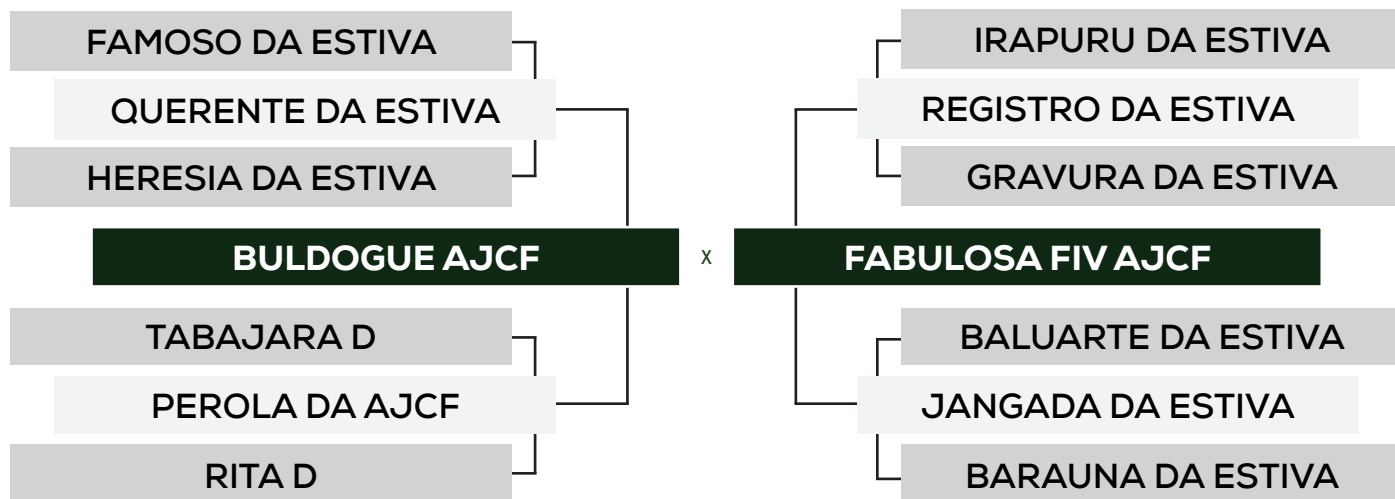 FAMOSO DA ESTIVA
QUERENTE DA ESTIVA
HERESIA DA ESTIVA
BULDOGUE AJCF
TABAJARA D
PEROLA DA AJCF
RITA D
x
IRAPURU DA ESTIVA
REGISTRO DA ESTIVA
GRAVURA DA ESTIVA
FABULOSA FIV AJCF
BALUARTE DA ESTIVA
JANGADA DA ESTIVA
BARAUNA DA ESTIVA